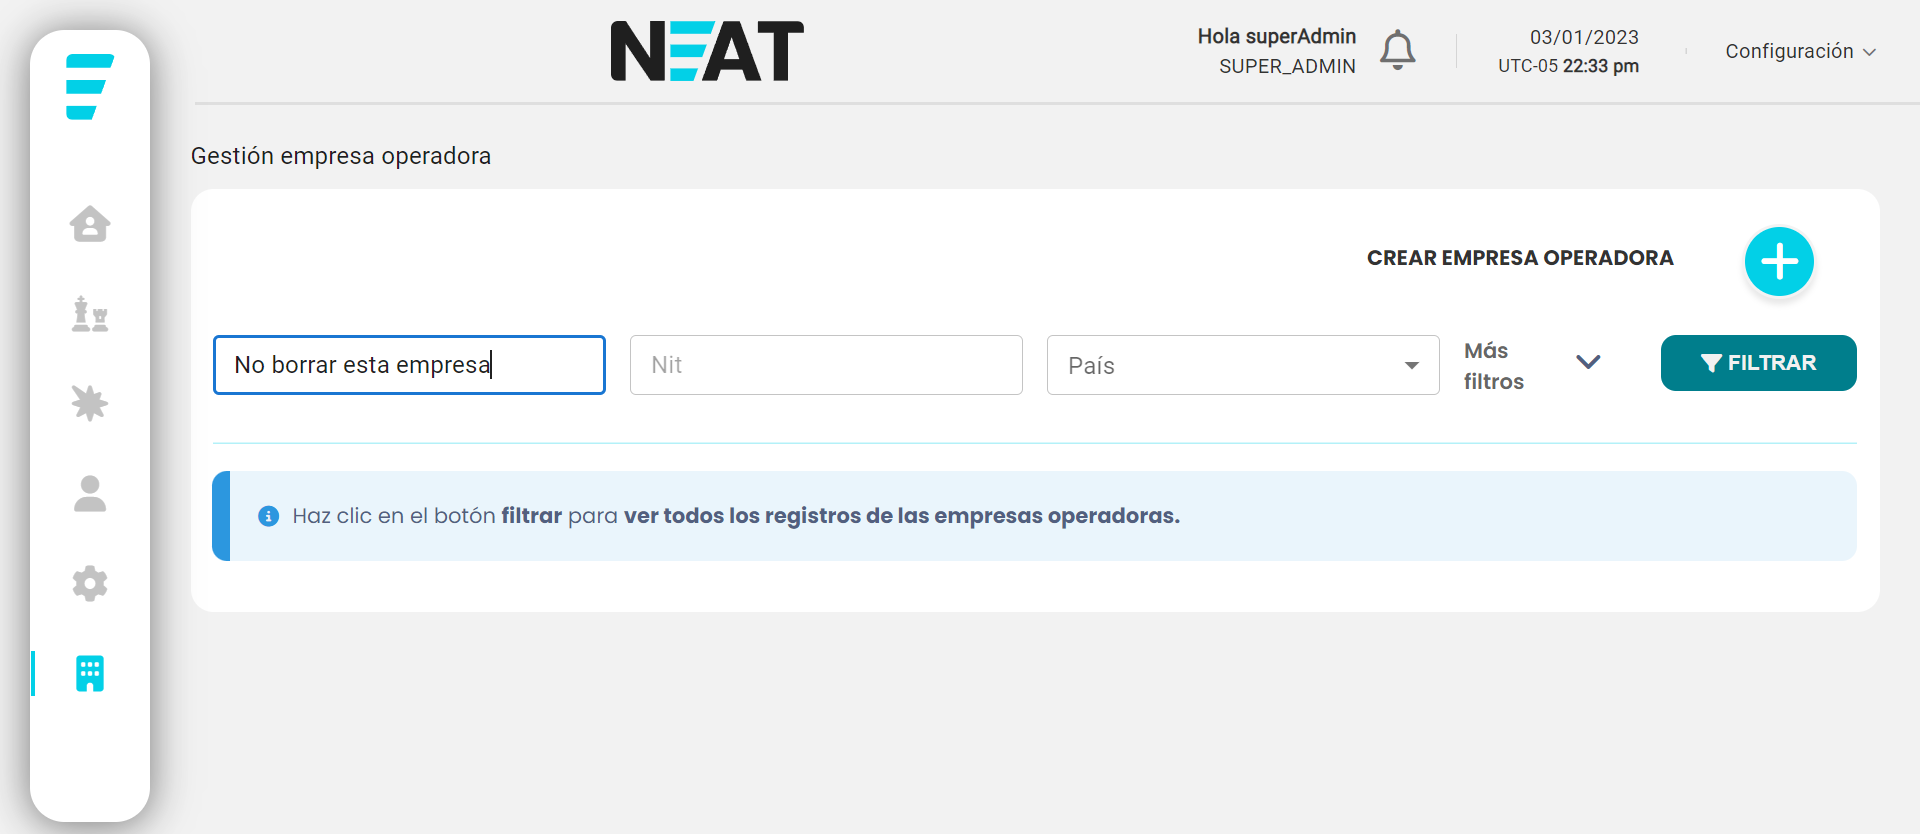 NEAT
Hola superAdmin
SUPER_ADMIN
03/01/2023
UTC-05 22:33 pm
Configuración
Gestión empresa operadora
CREAR EMPRESA OPERADORA
No borrar esta empresa
Nit
País
Más
filtros
FILTRAR
Haz clic en el botón filtrar para ver todos los registros de las empresas operadoras.